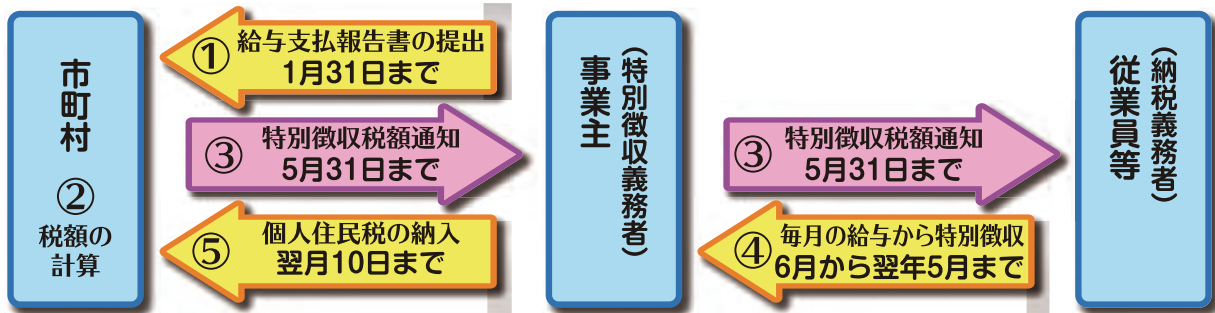 市町村
②
税額の
計算
① 給与支払報告書の提出
1月31日まで
③ 特別徴収税額通知
5月31日まで
⑤ 個人住民税の納入
翌月10日まで
(特別徴収義務者)
事業主
③ 特別徴収税額通知
5月31日まで
④ 毎月の給与から特別徴収
6月から翌年5月まで
(納税義務者)
従業員等